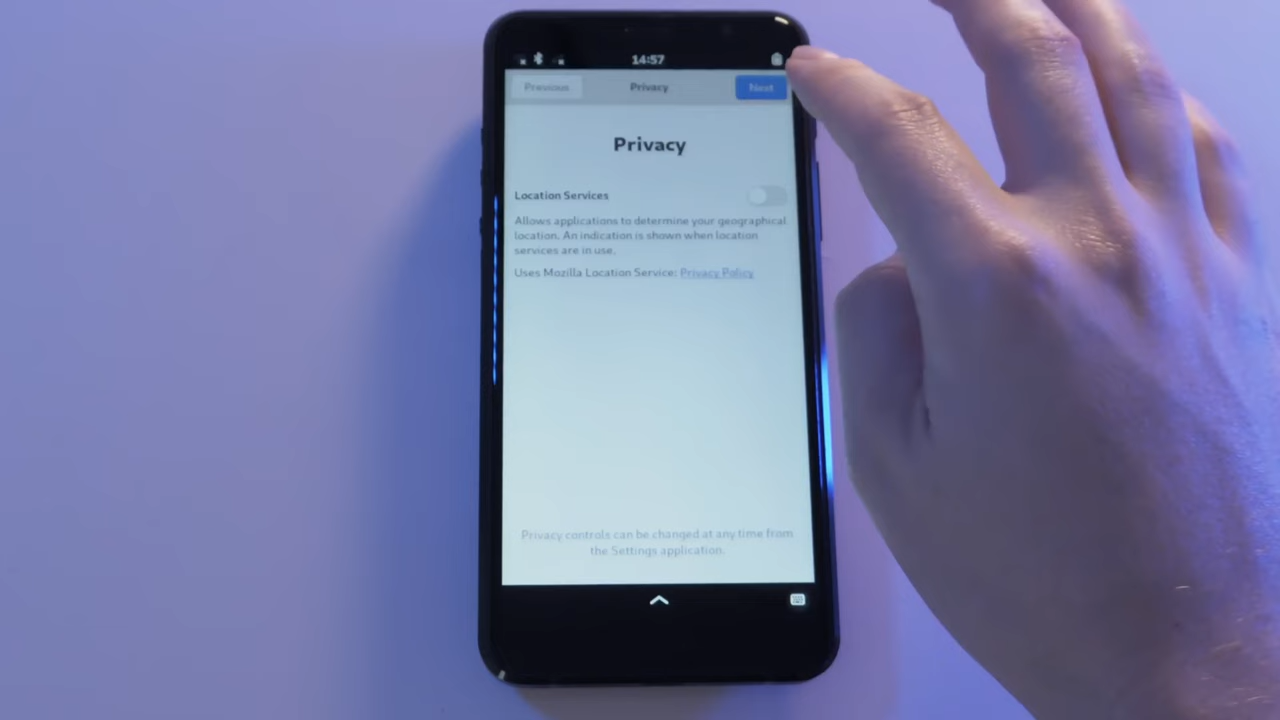 14:57
Previous Privacy Next
Privacy
Location Services
Allows applications to determine your geographical
location. An indication is shown when location
services are in use.
Uses Mozilla Location Service: Privacy Policy
Privacy controls can be changed at any time from
the Settings application.